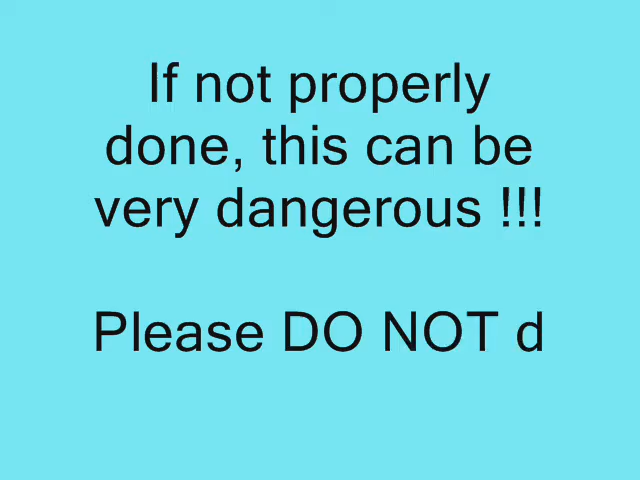 If not properly
done, this can be
very dangerous !!!
Please DO NOT d